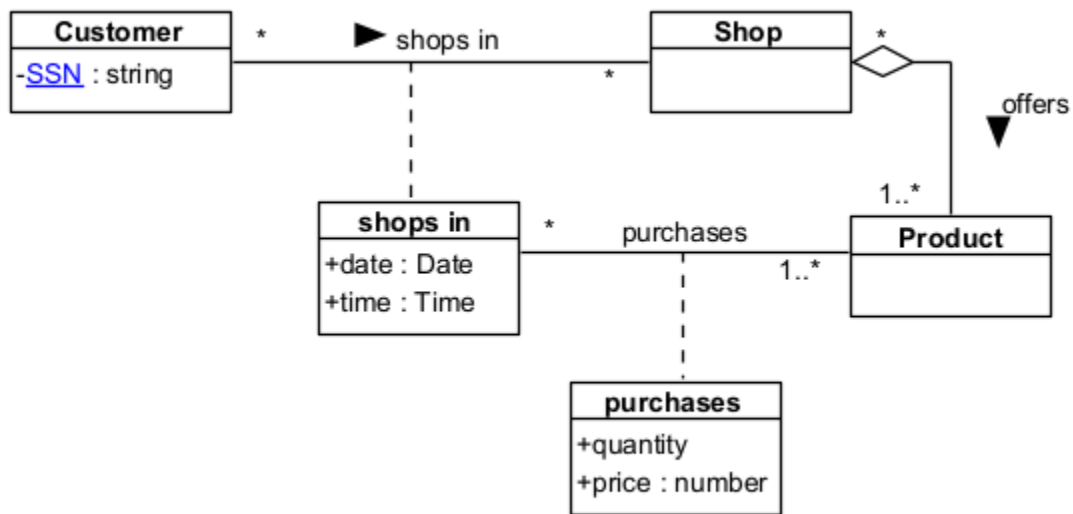 Customer
-SSN : string
*
shops in
*
Shop
*
offers
1..*
shops in
+date : Date
+time : Time
*
purchases
1..*
Product
purchases
+quantity
+price : number